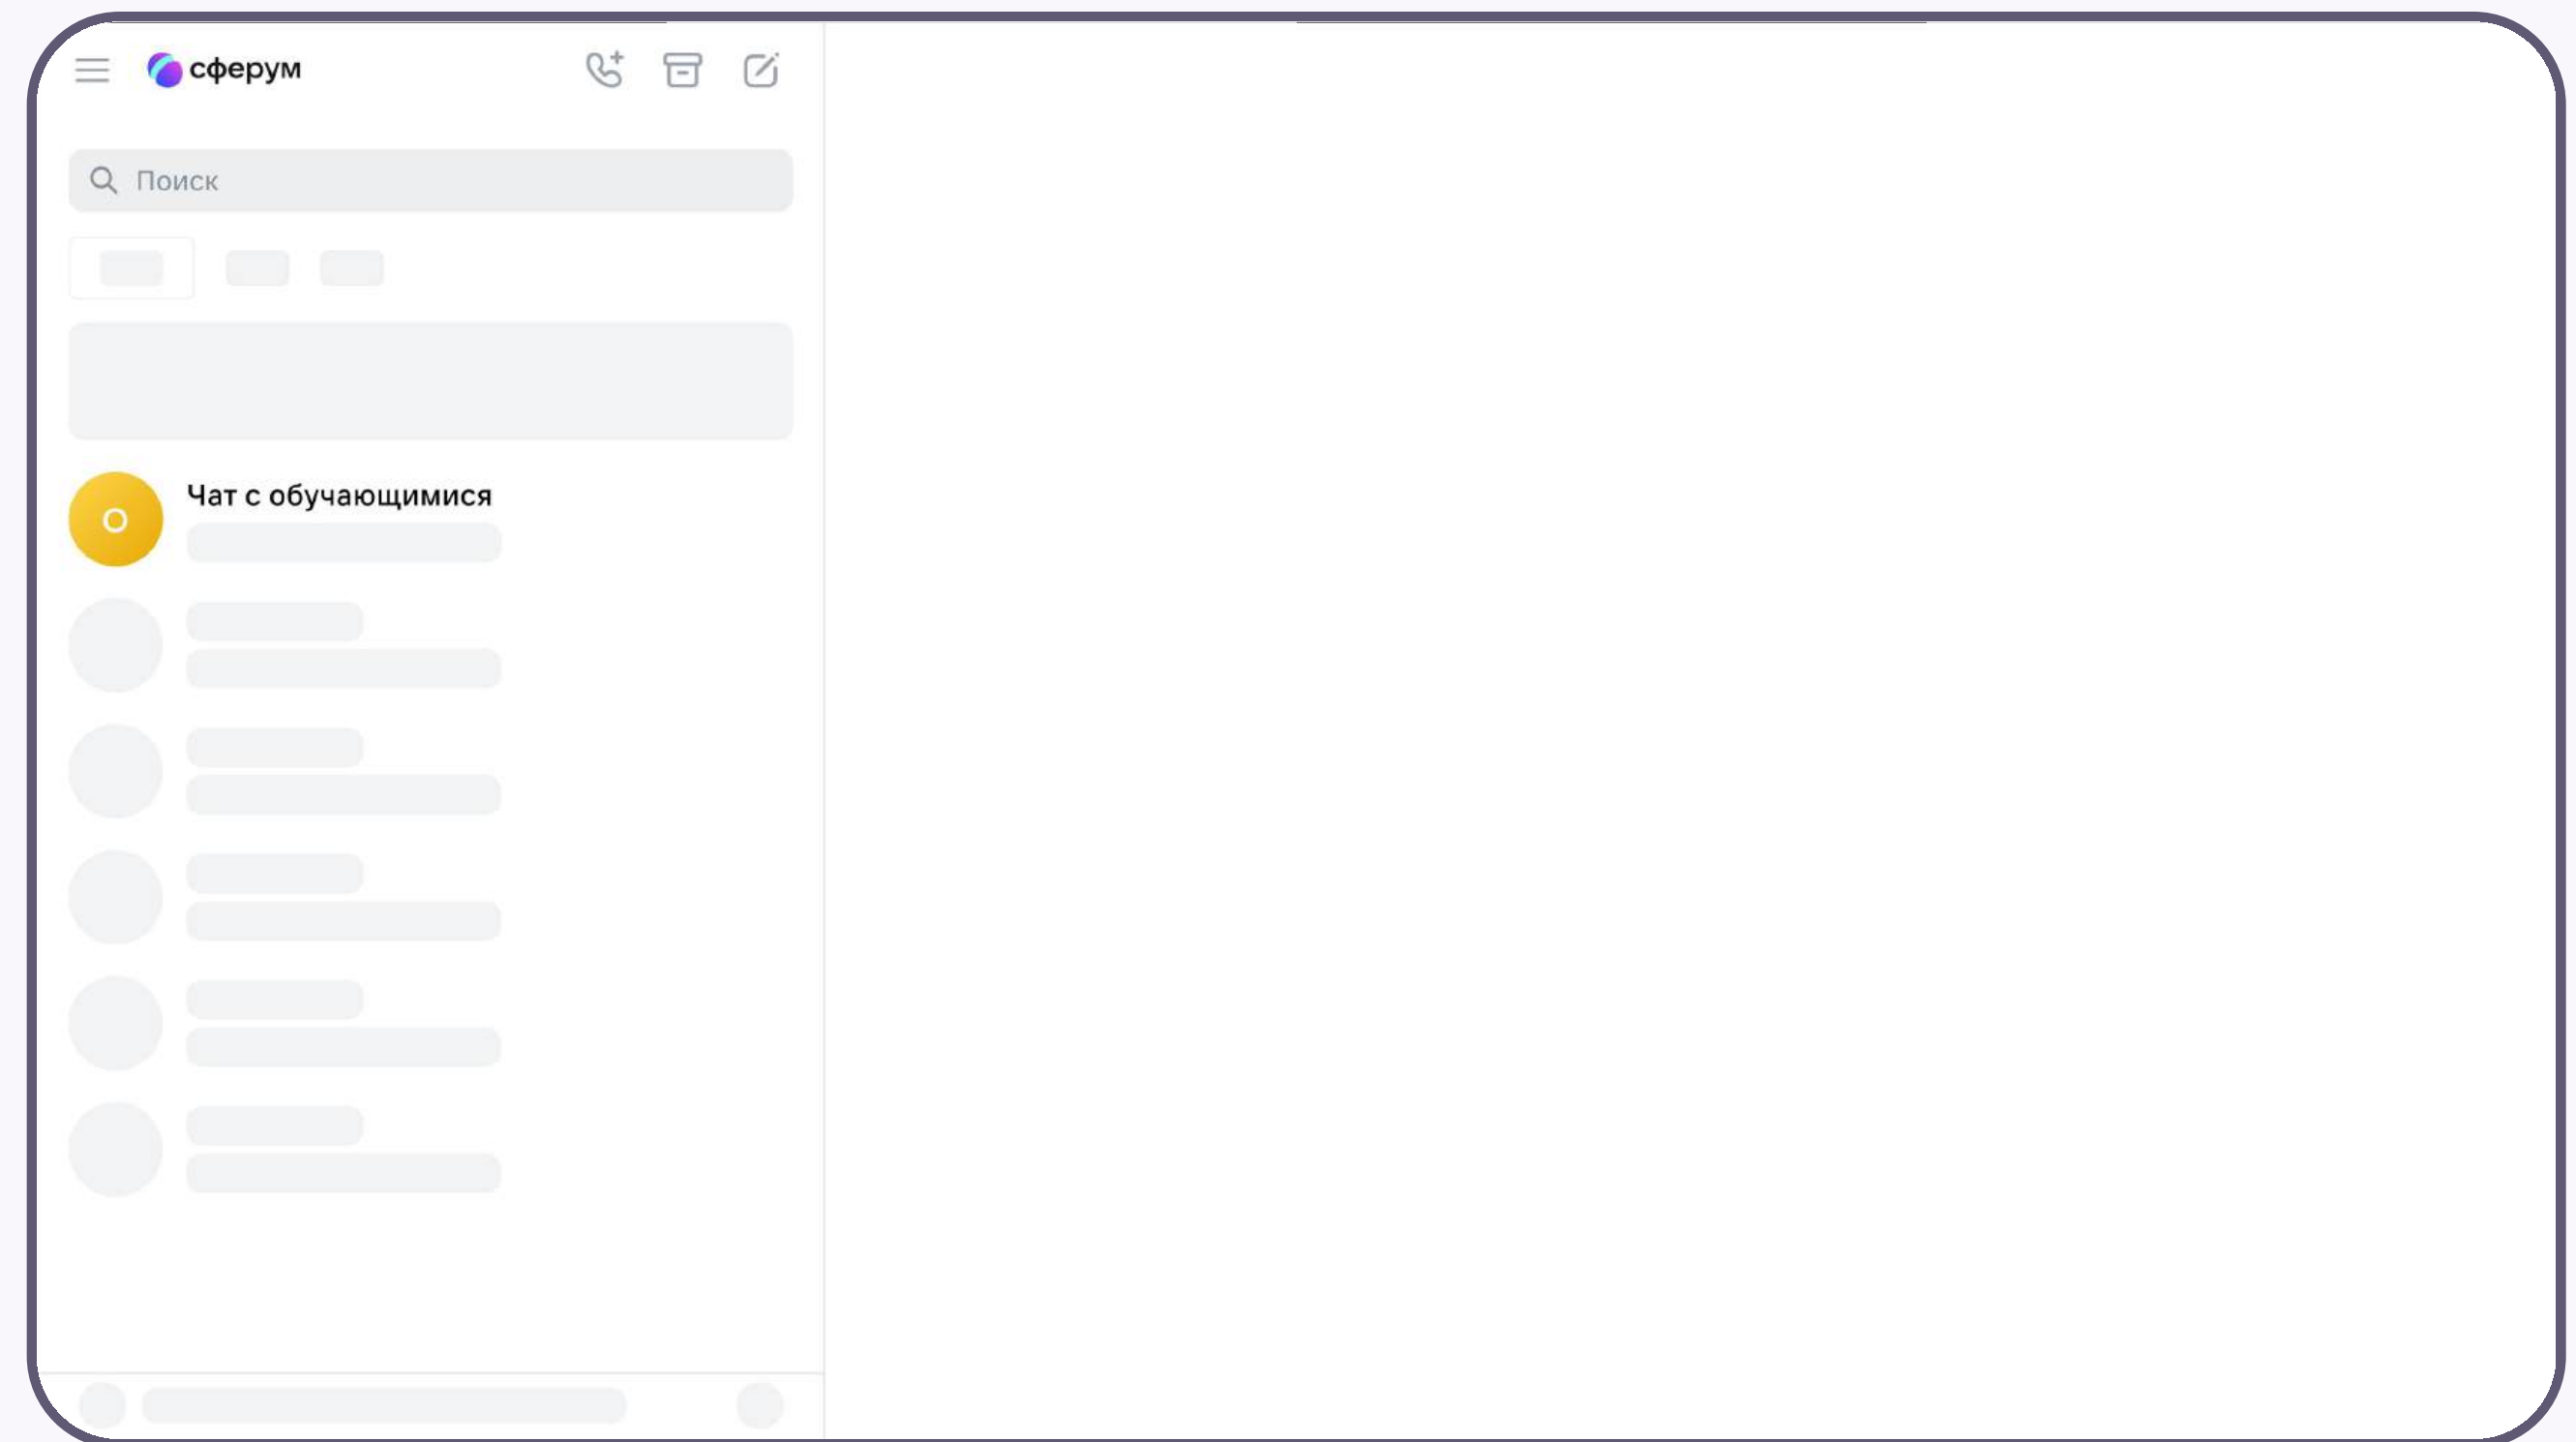 сферум
Поиск
О
Чат с обучающимися